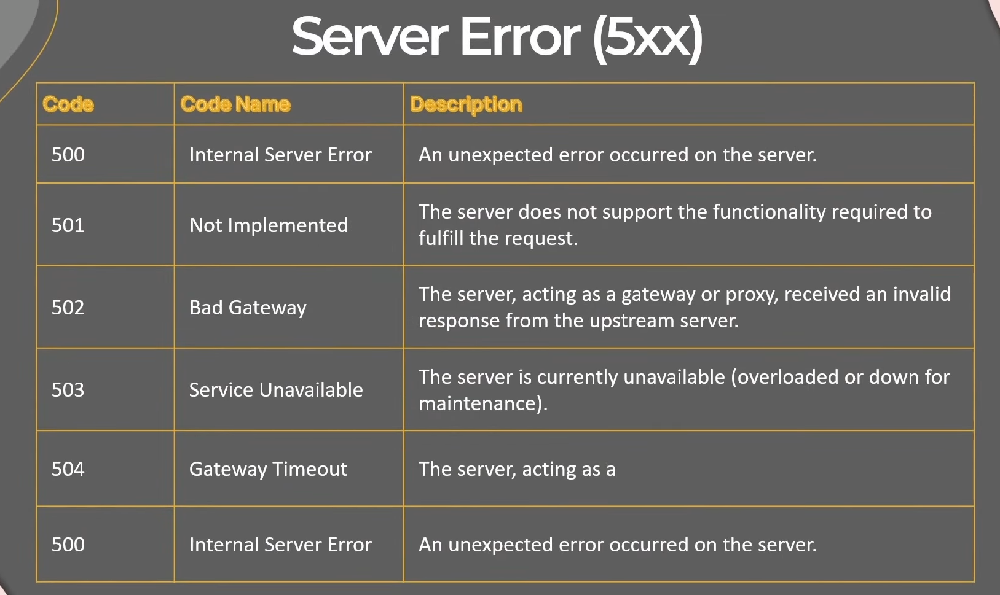 Server Error (5xx)
Code Code Name Description
500 Internal Server Error An unexpected error occurred on the server.
501 Not Implemented The server does not support the functionality required to
fulfill the request.
502 Bad Gateway The server, acting as a gateway or proxy, received an invalid
response from the upstream server.
503 Service Unavailable The server is currently unavailable (overloaded or down for
maintenance).
504 Gateway Timeout The server, acting as a
500 Internal Server Error An unexpected error occurred on the server.